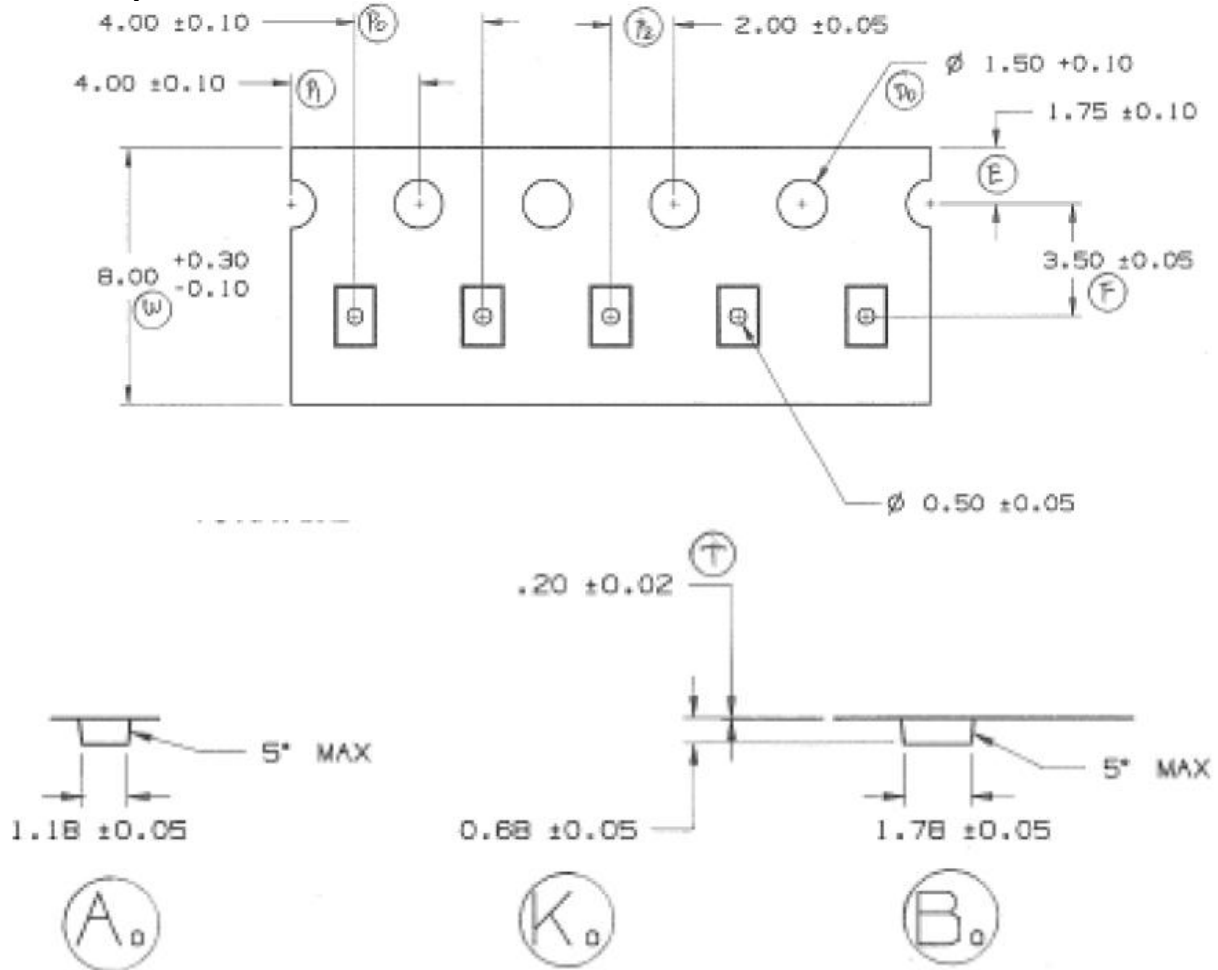 4.00 ±0.10 P0 P2 2.00 ±0.05
4.00 ±0.10 P1
Ø 1.50 +0.10
D0
1.75 ±0.10
E
8.00 +0.30 -0.10
W
3.50 ±0.05
F
Ø 0.50 ±0.05
T
.20 ±0.02
5° MAX
5° MAX
1.18 ±0.05
0.68 ±0.05
1.78 ±0.05
A0
K0
B0